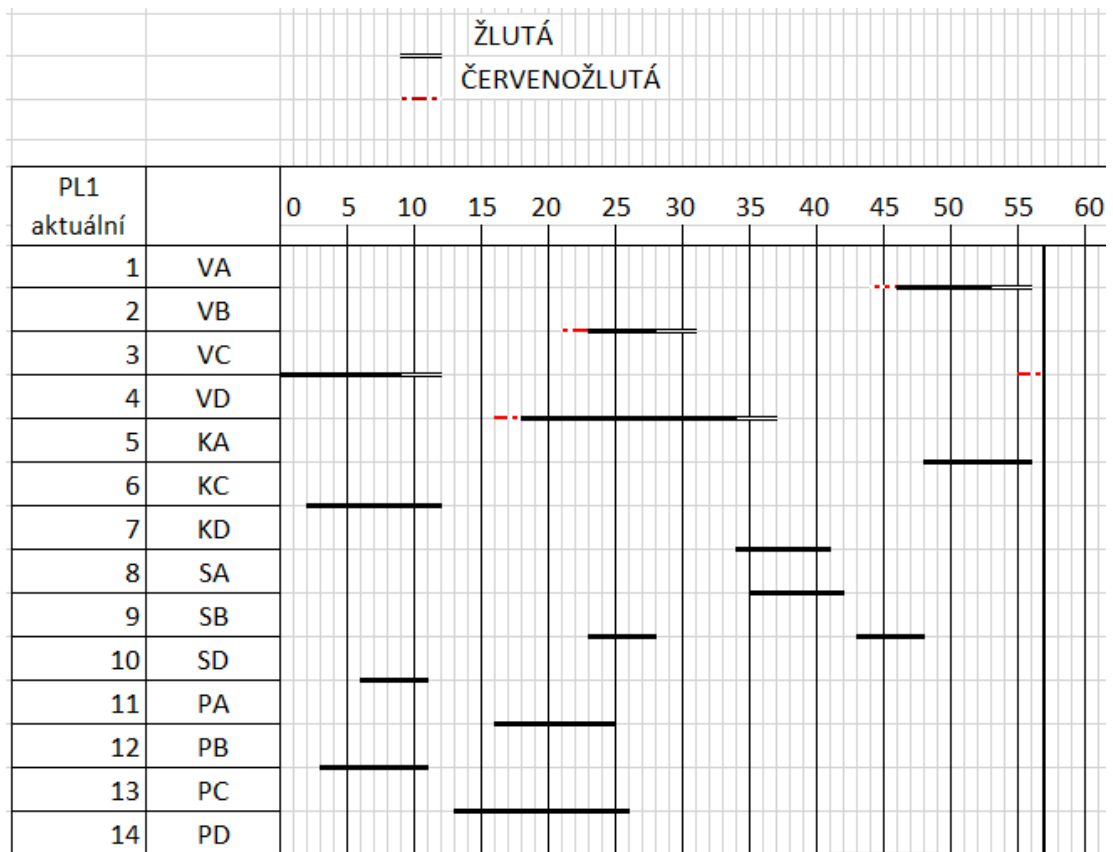 ŽLUTÁ
ČERVENOŽLUTÁ
PL1
aktuální
0 5 10 15 20 25 30 35 40 45 50 55 60
1 VA
2 VB
3 VC
4 VD
5 KA
6 KC
7 KD
8 SA
9 SB
10 SD
11 PA
12 PB
13 PC
14 PD